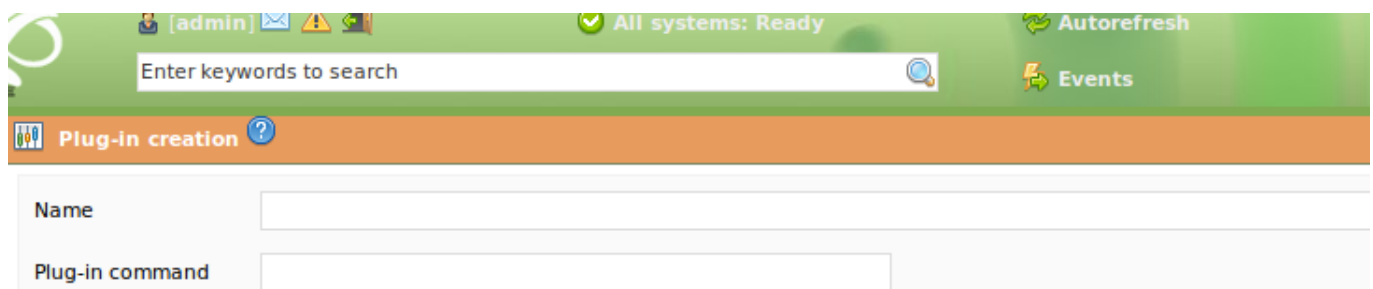 [admin]
All systems: Ready
Autorefresh
Enter keywords to search
Events
Plug-in creation
Name
Plug-in command